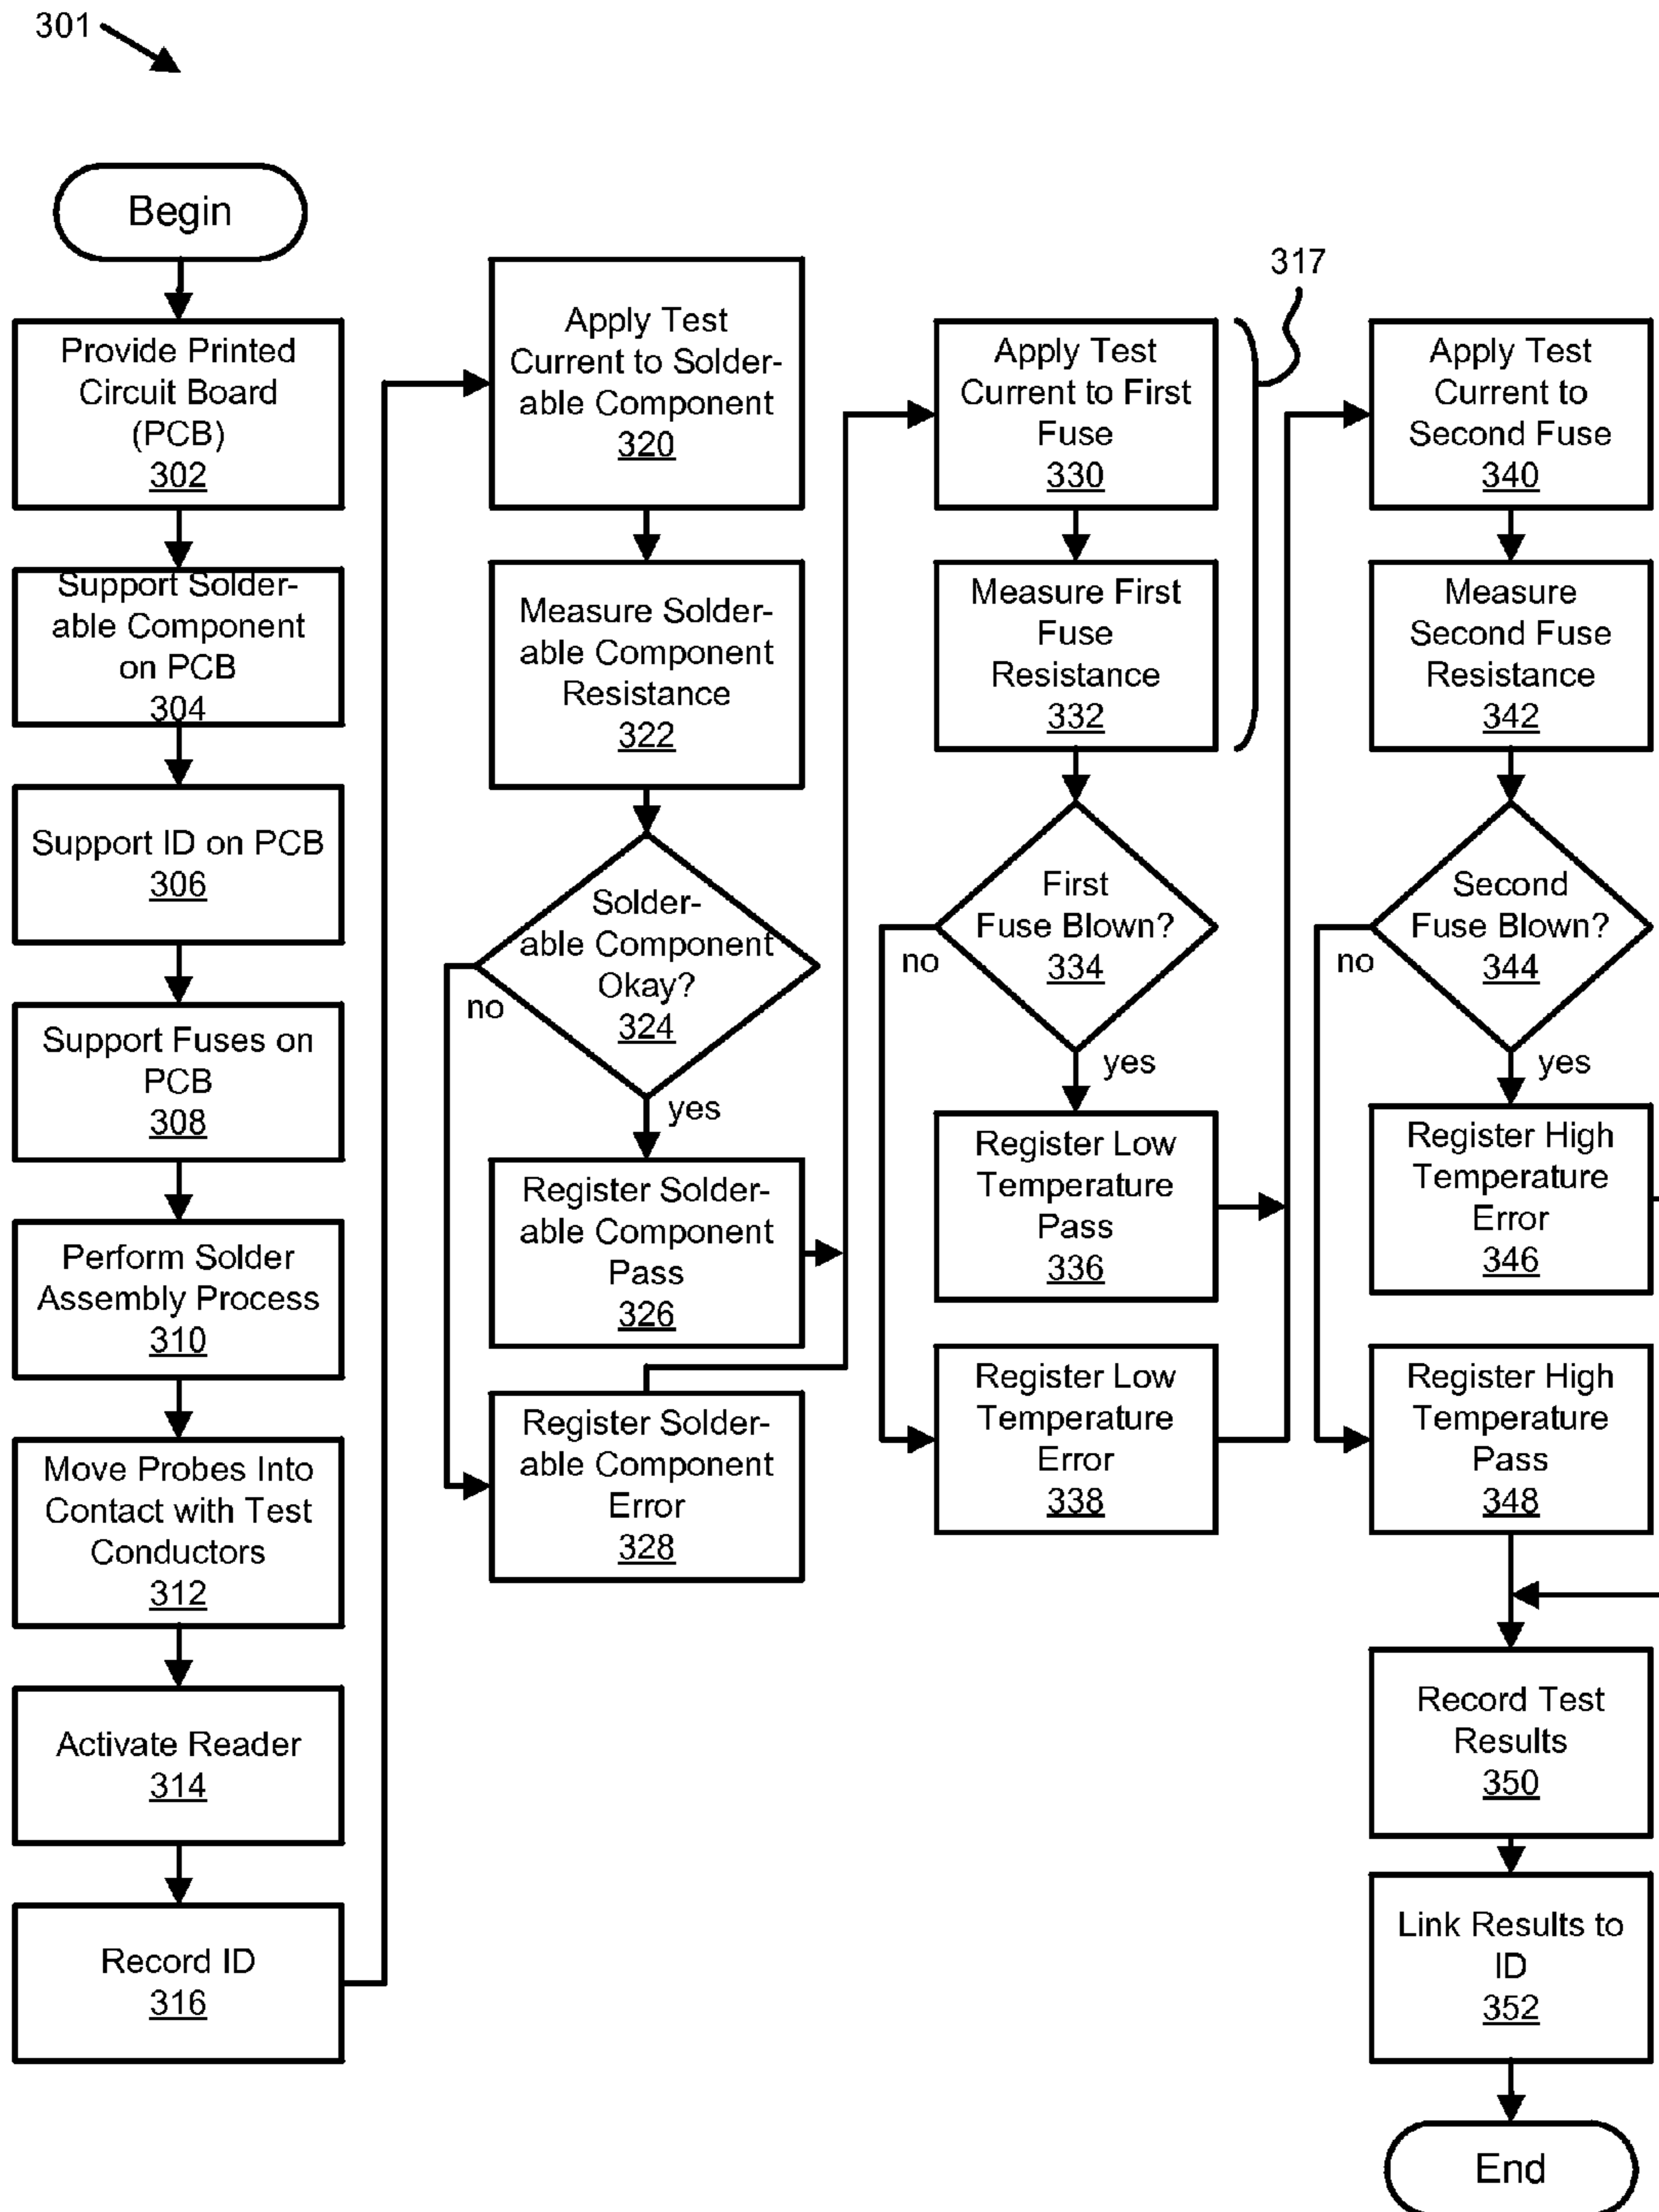 301
Begin
Provide Printed
Circuit Board
(PCB)
302
Support Solder-
able Component
on PCB
304
Support ID on PCB
306
Support Fuses on
PCB
308
Perform Solder
Assembly Process
310
Move Probes Into
Contact with Test
Conductors
312
Activate Reader
314
Record ID
316
Apply Test
Current to Solder-
able Component
320
Measure Solder-
able Component
Resistance
322
Solder-
able Component
Okay?
324
no
yes
Register Solder-
able Component
Pass
326
Register Solder-
able Component
Error
328
317
Apply Test
Current to First
Fuse
330
Measure First
Fuse
Resistance
332
First
Fuse Blown?
334
no
yes
Register Low
Temperature
Pass
336
Register Low
Temperature
Error
338
Apply Test
Current to
Second Fuse
340
Measure
Second Fuse
Resistance
342
Second
Fuse Blown?
344
no
yes
Register High
Temperature
Error
346
Register High
Temperature
Pass
348
Record Test
Results
350
Link Results to
ID
352
End